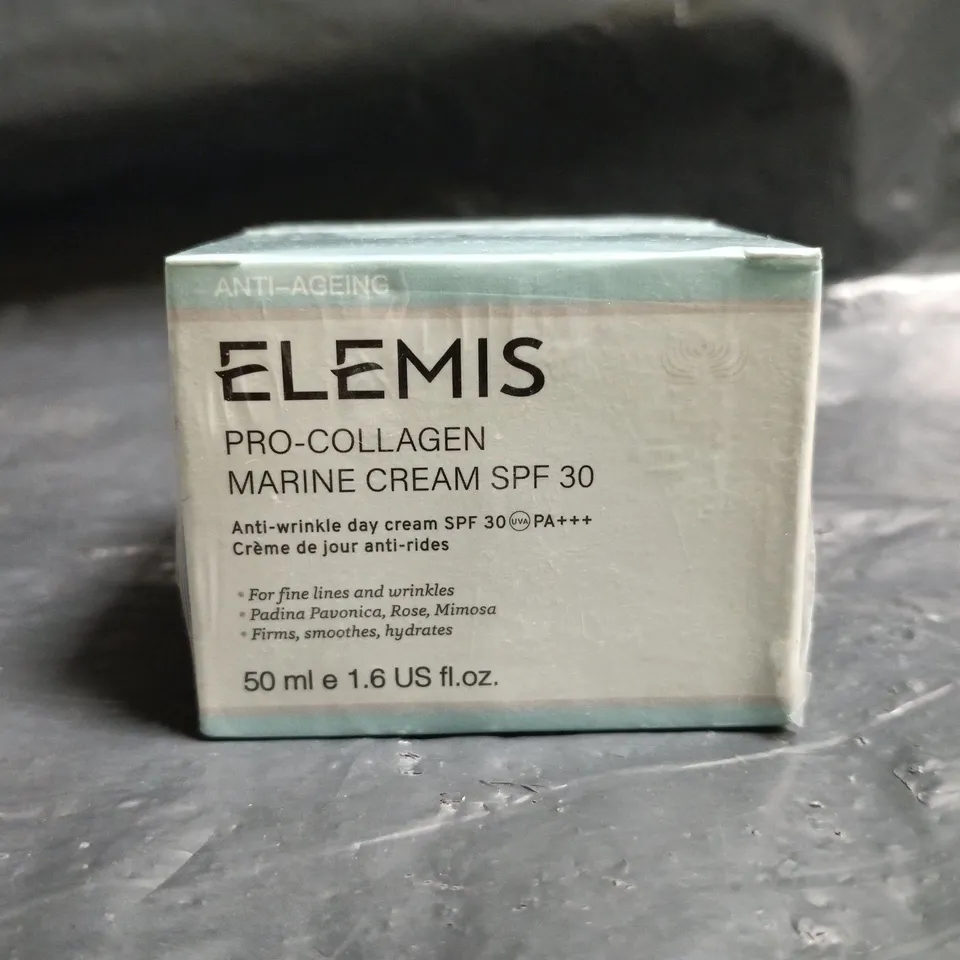 ANTI-AGEING
ELEMIS
PRO-COLLAGEN
MARINE CREAM SPF 30
Anti-wrinkle day cream SPF 30 UVA PA+++
Crème de jour anti-rides
• For fine lines and wrinkles
• Padina Pavonica, Rose, Mimosa
• Firms, smoothes, hydrates
50 ml e 1.6 US fl.oz.